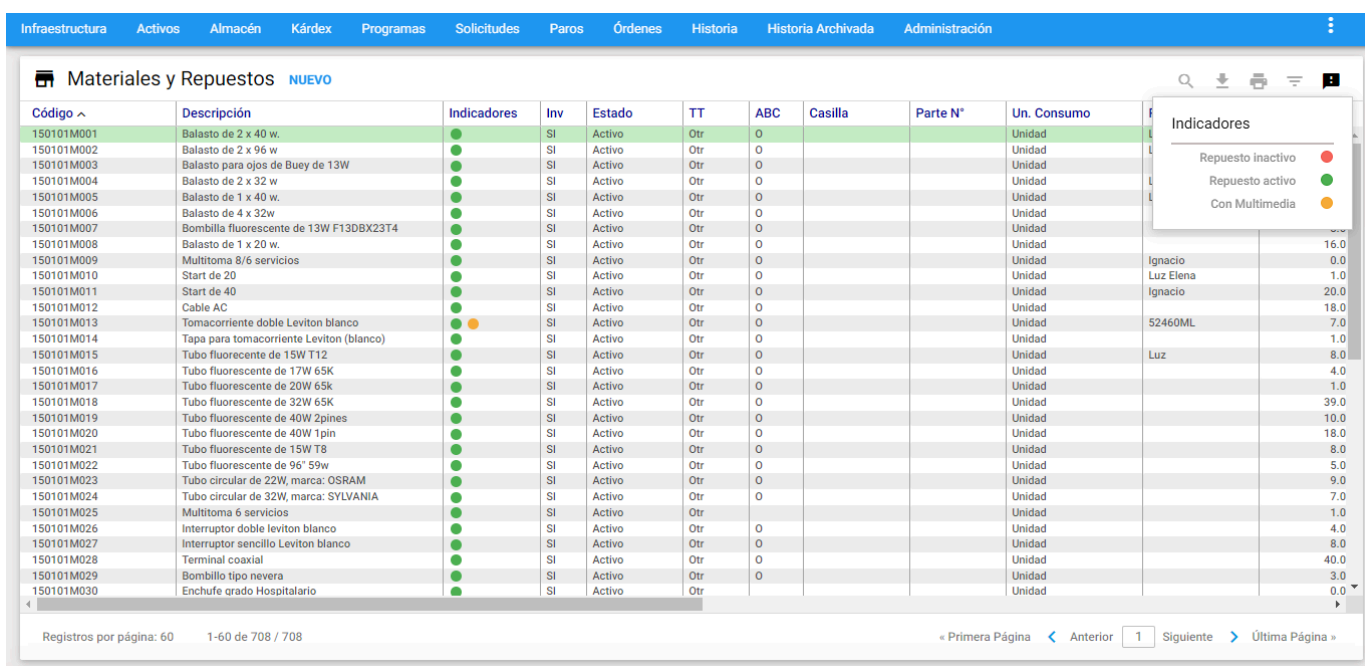 Infraestructura Activos Almacén Kárdex Programas Solicitudes Paros Órdenes Historia Historia Archivada Administración
Materiales y Repuestos NUEVO
Código Descripción Indicadores Inv Estado TT ABC Casilla Parte N° Un. Consumo
Indicadores
Repuesto inactivo
Repuesto activo
Con Multimedia
150101M001 Balasto de 2 x 40 w. SI Activo Otr O Unidad
150101M002 Balasto de 2 x 96 w SI Activo Otr O Unidad
150101M003 Balasto para ojos de Buey de 13W SI Activo Otr O Unidad
150101M004 Balasto de 2 x 32 w SI Activo Otr O Unidad
150101M005 Balasto de 1 x 40 w. SI Activo Otr O Unidad
150101M006 Balasto de 4 x 32w SI Activo Otr O Unidad
150101M007 Bombilla fluorescente de 13W F13DBX23T4 SI Activo Otr O Unidad
150101M008 Balasto de 1 x 20 w. SI Activo Otr O Unidad 16.0
150101M009 Multitoma 8/6 servicios SI Activo Otr O Unidad Ignacio 0.0
150101M010 Start de 20 SI Activo Otr O Unidad Luz Elena 1.0
150101M011 Start de 40 SI Activo Otr O Unidad Ignacio 20.0
150101M012 Cable AC SI Activo Otr O Unidad 18.0
150101M013 Tomacorriente doble Leviton blanco SI Activo Otr O Unidad 52460ML 7.0
150101M014 Tapa para tomacorriente Leviton (blanco) SI Activo Otr O Unidad 1.0
150101M015 Tubo fluorecente de 15W T12 SI Activo Otr O Unidad Luz 8.0
150101M016 Tubo fluorescente de 17W 65K SI Activo Otr O Unidad 4.0
150101M017 Tubo fluorescente de 20W 65k SI Activo Otr O Unidad 1.0
150101M018 Tubo fluorescente de 32W 65K SI Activo Otr O Unidad 39.0
150101M019 Tubo fluorescente de 40W 2pines SI Activo Otr O Unidad 10.0
150101M020 Tubo fluorescente de 40W 1pin SI Activo Otr O Unidad 18.0
150101M021 Tubo fluorescente de 15W T8 SI Activo Otr O Unidad 8.0
150101M022 Tubo fluorescente de 96" 59w SI Activo Otr O Unidad 5.0
150101M023 Tubo circular de 22W, marca: OSRAM SI Activo Otr O Unidad 9.0
150101M024 Tubo circular de 32W, marca: SYLVANIA SI Activo Otr O Unidad 7.0
150101M025 Multitoma 6 servicios SI Activo Otr Unidad 1.0
150101M026 Interruptor doble leviton blanco SI Activo Otr O Unidad 4.0
150101M027 Interruptor sencillo Leviton blanco SI Activo Otr O Unidad 8.0
150101M028 Terminal coaxial SI Activo Otr O Unidad 40.0
150101M029 Bombillo tipo nevera SI Activo Otr O Unidad 3.0
150101M030 Enchufe grado Hospitalario SI Activo Otr Unidad 0.0
Registros por página: 60 1-60 de 708 / 708 « Primera Página Anterior 1 Siguiente Última Página »